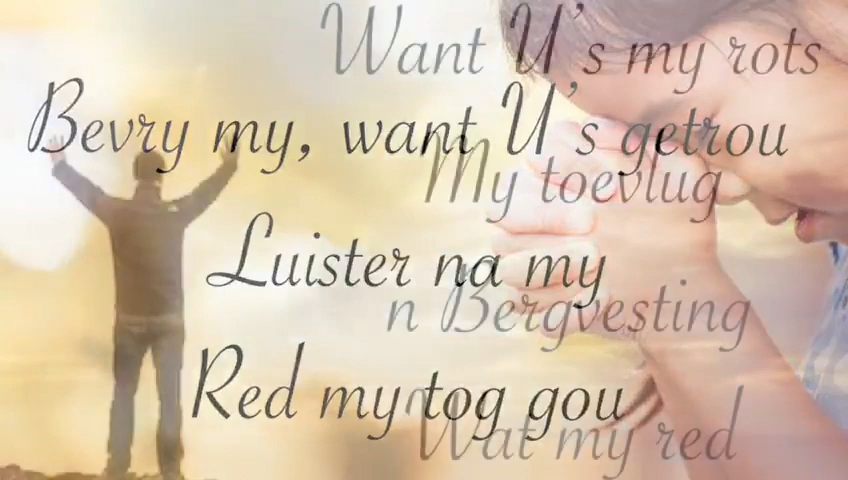 Want U's my rots
Bevry my, want U's getrou
My toevlug
Luister na my
n Bergvesting
Red my tog gou
Wat my red